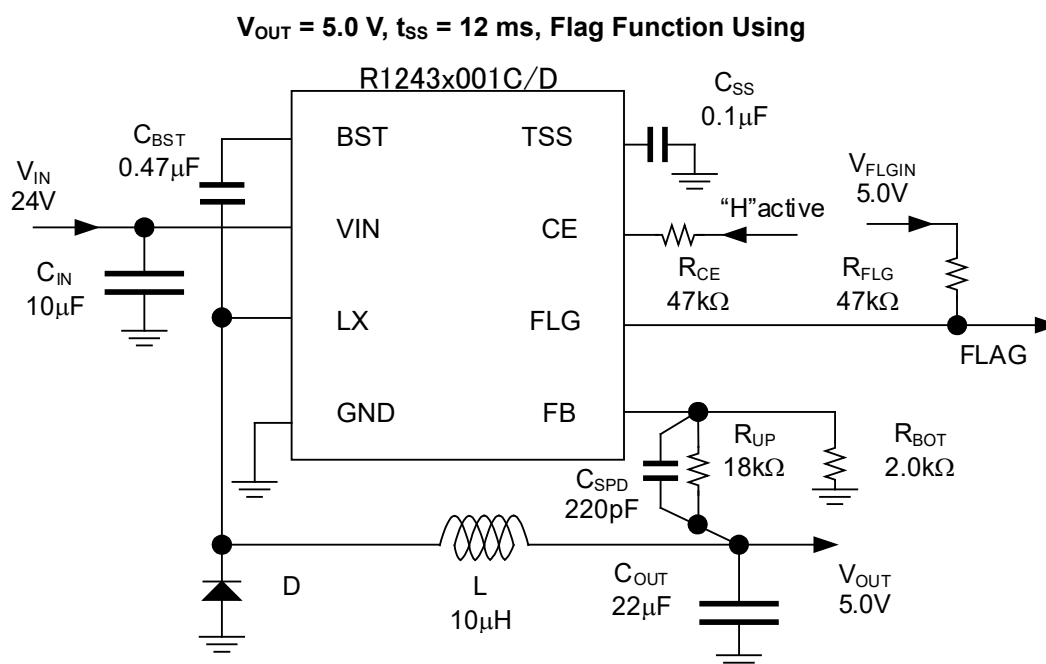 VOUT = 5.0 V, tSS = 12 ms, Flag Function Using
R1243x001C/D
CSS
0.1μF
CBST
0.47μF
BST
TSS
VIN
24V
VFLGIN
5.0V
VIN
CE
"H"active
CIN
10μF
RCE
47kΩ
RFLG
47kΩ
LX
FLG
FLAG
GND
FB
RUP
18kΩ
RBOT
2.0kΩ
CSPD
220pF
D
L
10μH
COUT
22μF
VOUT
5.0V